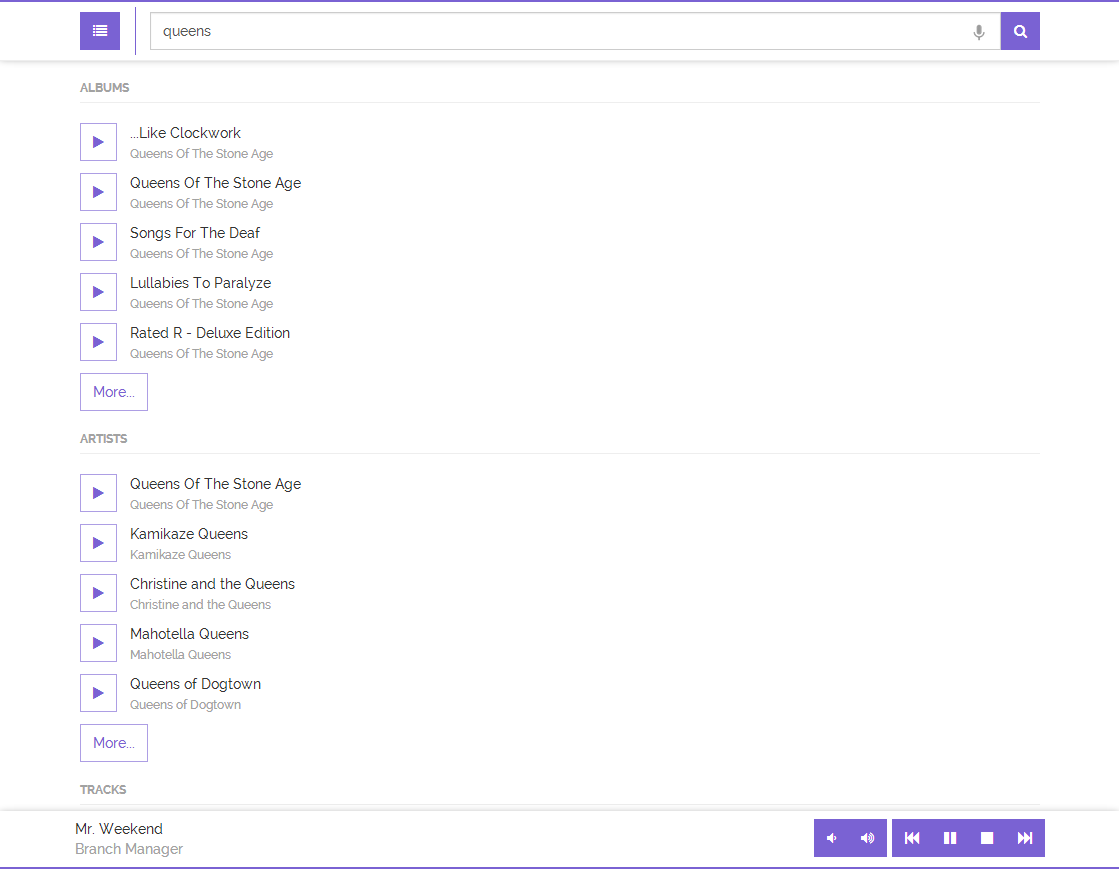 queens
ALBUMS
...Like Clockwork
Queens Of The Stone Age
Queens Of The Stone Age
Queens Of The Stone Age
Songs For The Deaf
Queens Of The Stone Age
Lullabies To Paralyze
Queens Of The Stone Age
Rated R - Deluxe Edition
Queens Of The Stone Age
More...
ARTISTS
Queens Of The Stone Age
Queens Of The Stone Age
Kamikaze Queens
Kamikaze Queens
Christine and the Queens
Christine and the Queens
Mahotella Queens
Mahotella Queens
Queens of Dogtown
Queens of Dogtown
More...
TRACKS
Mr. Weekend
Branch Manager